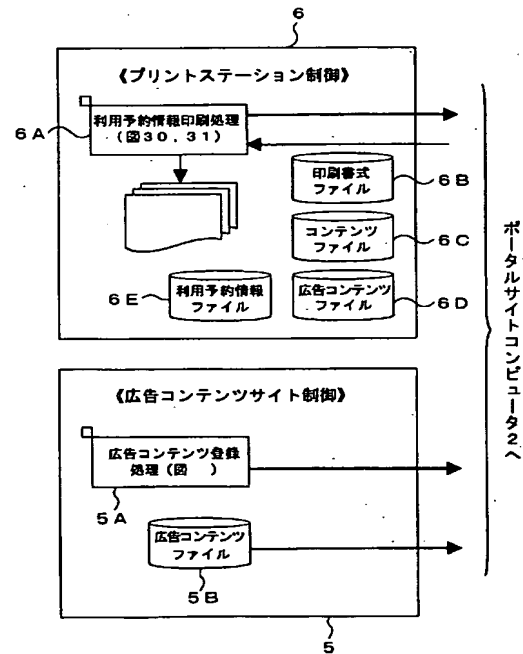 6
《プリントステーション制御》
6A
利用予約情報印刷処理
(図30,31)
印刷書式
ファイル
6B
コンテンツ
ファイル
6C
6E
利用予約情報
ファイル
広告コンテンツ
ファイル
6D
ポータルサイトコンピュータ2へ
《広告コンテンツサイト制御》
広告コンテンツ登録
処理(図 )
5A
広告コンテンツ
ファイル
5B
5